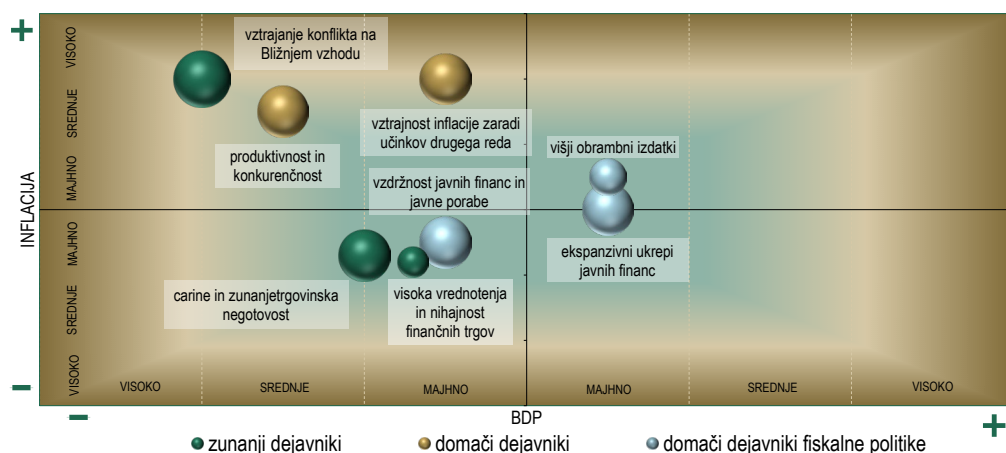 +
INFLACIJA
VISOKO
SREDNJE
MAJHNO
MAJHNO
SREDNJE
VISOKO
−
vztrajanje konflikta na
Bližnjem vzhodu
produktivnost in
konkurenčnost
vztrajnost inflacije zaradi
učinkov drugega reda
vzdržnost javnih financ in
javne porabe
višji obrambni izdatki
ekspanzivni ukrepi
javnih financ
carine in zunanjetrgovinska
negotovost
visoka vrednotenja
in nihajnost
finančnih trgov
VISOKO SREDNJE MAJHNO MAJHNO SREDNJE VISOKO
− BDP +
zunanji dejavniki domači dejavniki domači dejavniki fiskalne politike